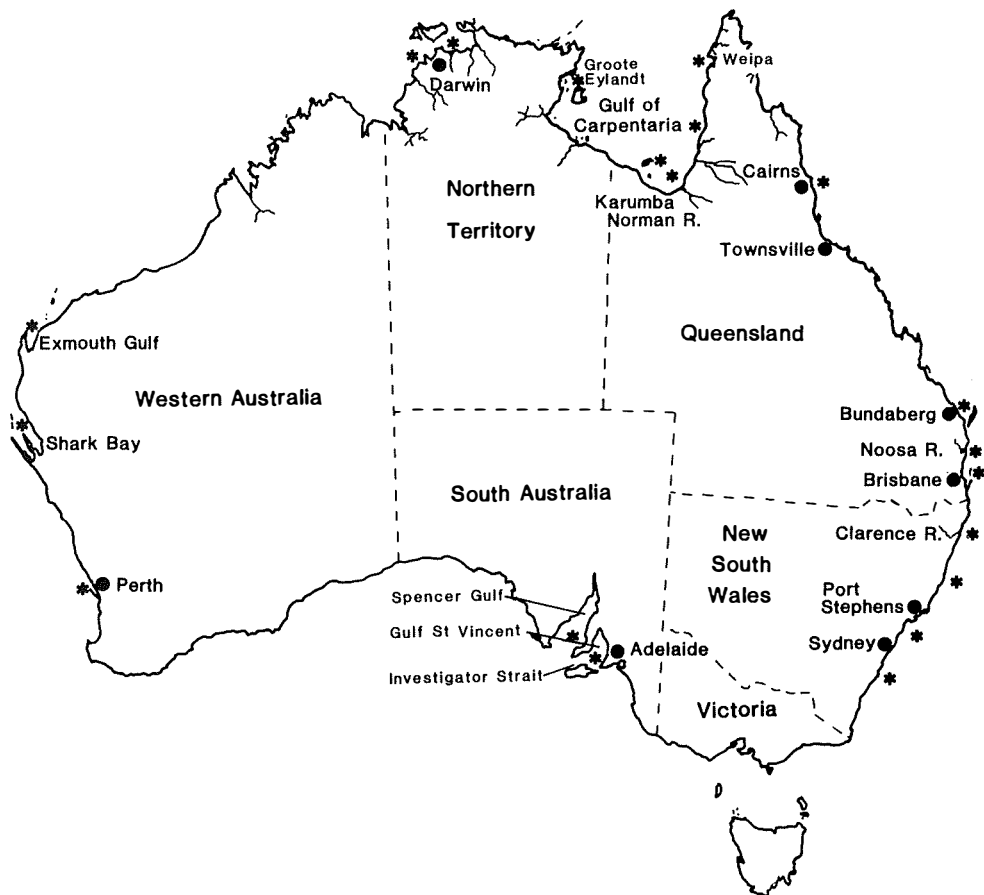 Groote
Eylandt
Weipa
Darwin
Gulf of
Carpentaria
Cairns
Northern
Territory
Karumba
Norman R.
Townsville
Exmouth Gulf
Queensland
Western Australia
Bundaberg
Shark Bay
Noosa R.
South Australia
Brisbane
New
South
Wales
Clarence R.
Perth
Spencer Gulf
Port
Stephens
Gulf St Vincent
Adelaide
Sydney
Investigator Strait
Victoria